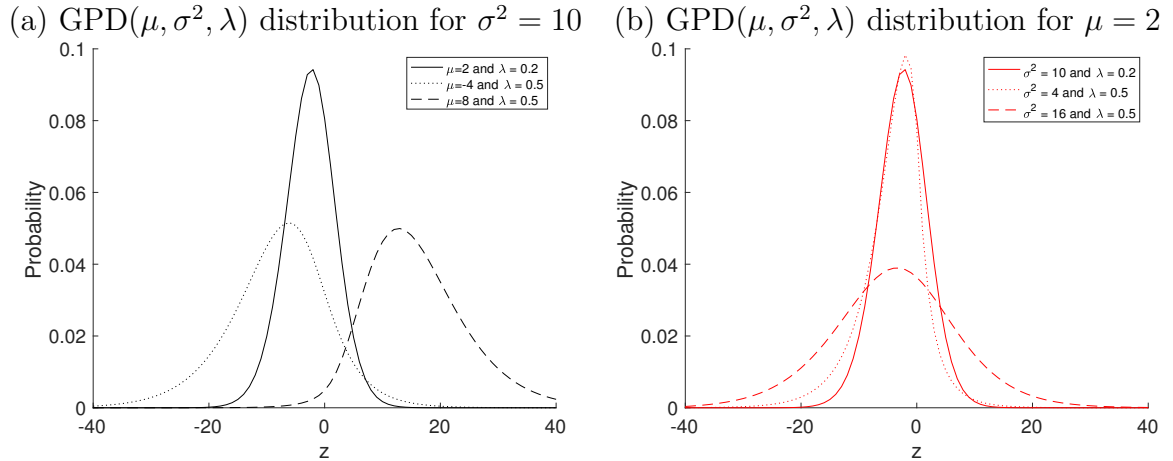 (a) GPD(μ, σ², λ) distribution for σ² = 10
0.1
0.08
0.06
0.04
0.02
0
-40
-20
0
20
40
Probability
z
μ=2 and λ = 0.2
μ=-4 and λ = 0.5
μ=8 and λ = 0.5
(b) GPD(μ, σ², λ) distribution for μ = 2
0.1
0.08
0.06
0.04
0.02
0
-40
-20
0
20
40
Probability
z
σ² = 10 and λ = 0.2
σ² = 4 and λ = 0.5
σ² = 16 and λ = 0.5